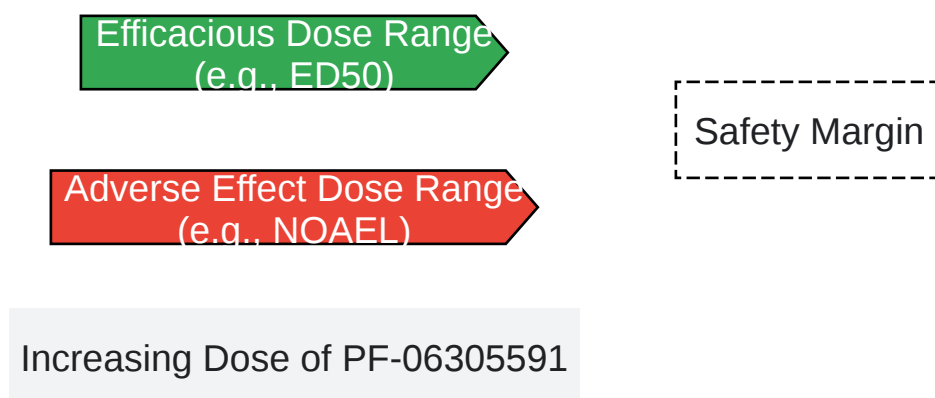 Efficacious Dose Range
(e.g., ED50)
Safety Margin
Adverse Effect Dose Range
(e.g., NOAEL)
Increasing Dose of PF-06305591